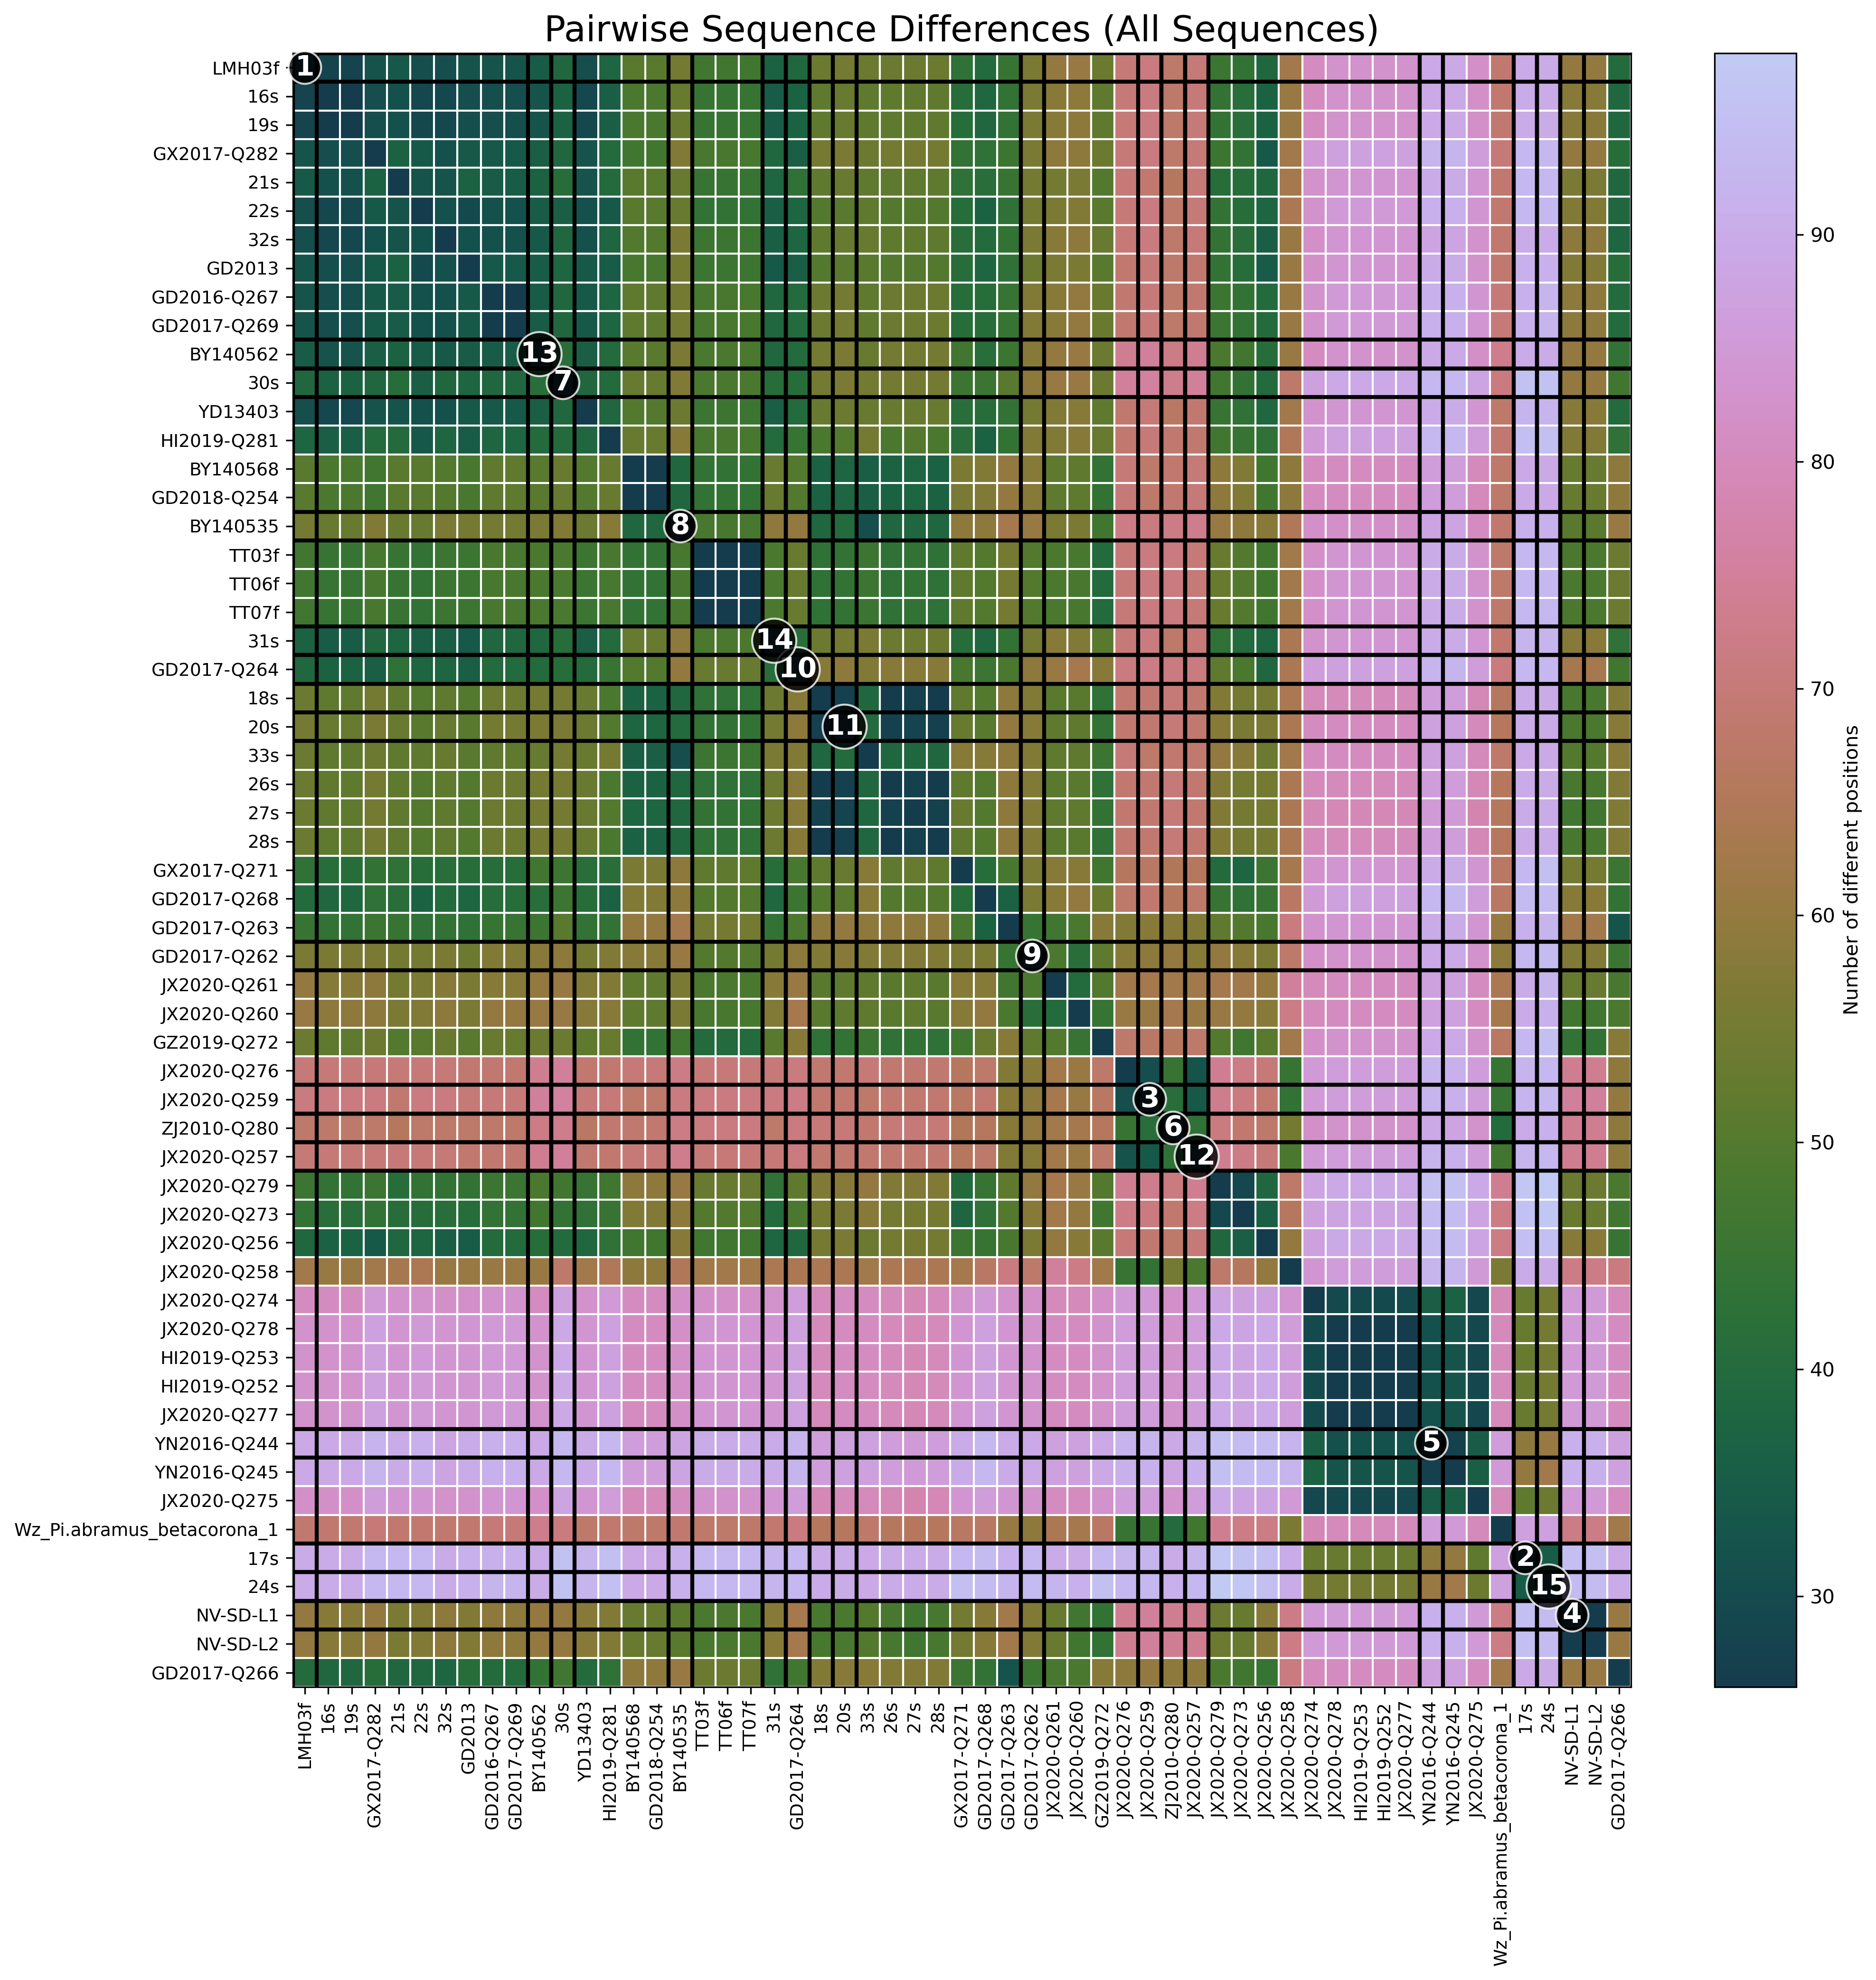 Pairwise Sequence Differences (All Sequences)
LMH03f
16s
19s
GX2017-Q282
21s
22s
32s
GD2013
GD2016-Q267
GD2017-Q269
BY140562
30s
YD13403
HI2019-Q281
BY140568
GD2018-Q254
BY140535
TT03f
TT06f
TT07f
31s
GD2017-Q264
18s
20s
33s
26s
27s
28s
GX2017-Q271
GD2017-Q268
GD2017-Q263
GD2017-Q262
JX2020-Q261
JX2020-Q260
GZ2019-Q272
JX2020-Q276
JX2020-Q259
ZJ2010-Q280
JX2020-Q257
JX2020-Q279
JX2020-Q273
JX2020-Q256
JX2020-Q258
JX2020-Q274
JX2020-Q278
HI2019-Q253
HI2019-Q252
JX2020-Q277
YN2016-Q244
YN2016-Q245
JX2020-Q275
Wz_Pi.abramus_betacorona_1
17s
24s
NV-SD-L1
NV-SD-L2
GD2017-Q266
1
13
7
8
14
10
11
9
3
6
12
5
2
15
4
LMH03f
16s
19s
GX2017-Q282
21s
22s
32s
GD2013
GD2016-Q267
GD2017-Q269
BY140562
30s
YD13403
HI2019-Q281
BY140568
GD2018-Q254
BY140535
TT03f
TT06f
TT07f
31s
GD2017-Q264
18s
20s
33s
26s
27s
28s
GX2017-Q271
GD2017-Q268
GD2017-Q263
GD2017-Q262
JX2020-Q261
JX2020-Q260
GZ2019-Q272
JX2020-Q276
JX2020-Q259
ZJ2010-Q280
JX2020-Q257
JX2020-Q279
JX2020-Q273
JX2020-Q256
JX2020-Q258
JX2020-Q274
JX2020-Q278
HI2019-Q253
HI2019-Q252
JX2020-Q277
YN2016-Q244
YN2016-Q245
JX2020-Q275
Wz_Pi.abramus_betacorona_1
17s
24s
NV-SD-L1
NV-SD-L2
GD2017-Q266
90
80
70
60
50
40
30
Number of different positions